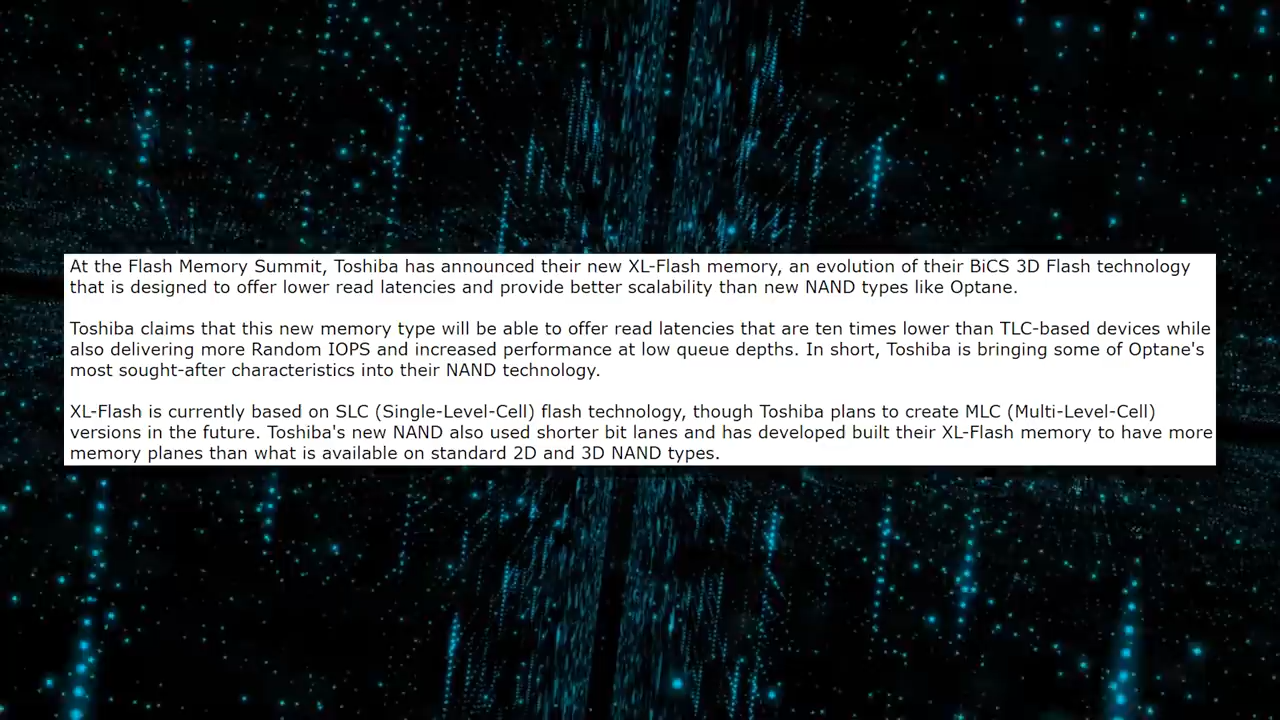 At the Flash Memory Summit, Toshiba has announced their new XL-Flash memory, an evolution of their BiCS 3D Flash technology
that is designed to offer lower read latencies and provide better scalability than new NAND types like Optane.
Toshiba claims that this new memory type will be able to offer read latencies that are ten times lower than TLC-based devices while
also delivering more Random IOPS and increased performance at low queue depths. In short, Toshiba is bringing some of Optane's
most sought-after characteristics into their NAND technology.
XL-Flash is currently based on SLC (Single-Level-Cell) flash technology, though Toshiba plans to create MLC (Multi-Level-Cell)
versions in the future. Toshiba's new NAND also used shorter bit lanes and has developed built their XL-Flash memory to have more
memory planes than what is available on standard 2D and 3D NAND types.